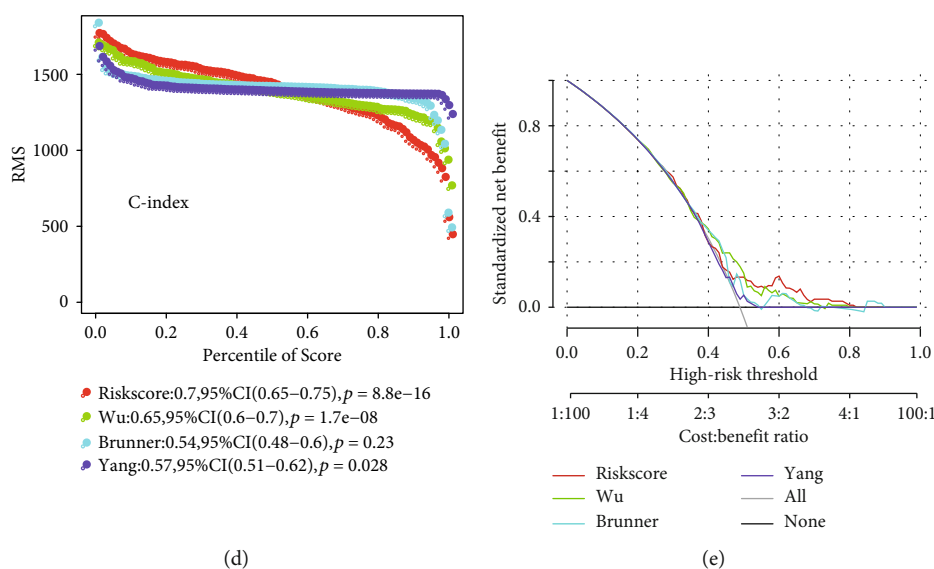 RMS
1500
1000
500
0
C-index
0.0 0.2 0.4 0.6 0.8 1.0
Percentile of Score
Riskscore:0.7,95%CI(0.65−0.75), p = 8.8e−16
Wu:0.65,95%CI(0.6−0.7), p = 1.7e−08
Brunner:0.54,95%CI(0.48−0.6), p = 0.23
Yang:0.57,95%CI(0.51−0.62), p = 0.028
(d)
Standardized net benefit
0.8
0.4
0.0
0.0 0.2 0.4 0.6 0.8 1.0
High-risk threshold
1:100 1:4 2:3 3:2 4:1 100:1
Cost:benefit ratio
Riskscore
Wu
Brunner
Yang
All
None
(e)